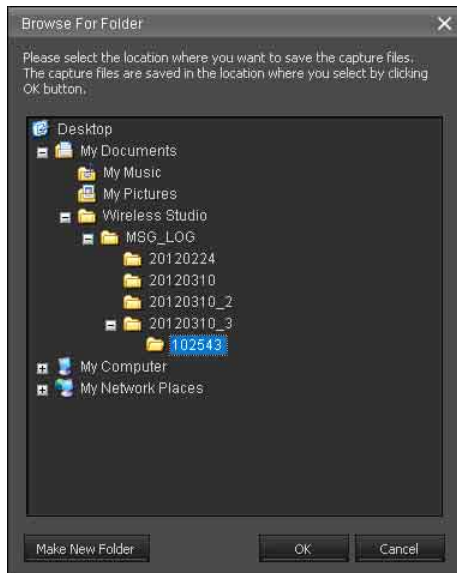 Browse For Folder
Please select the location where you want to save the capture files.
The capture files are saved in the location where you select by clicking
OK button.
Desktop
My Documents
My Music
My Pictures
Wireless Studio
MSG_LOG
20120224
20120310
20120310_2
20120310_3
102543
My Computer
My Network Places
Make New Folder
OK
Cancel